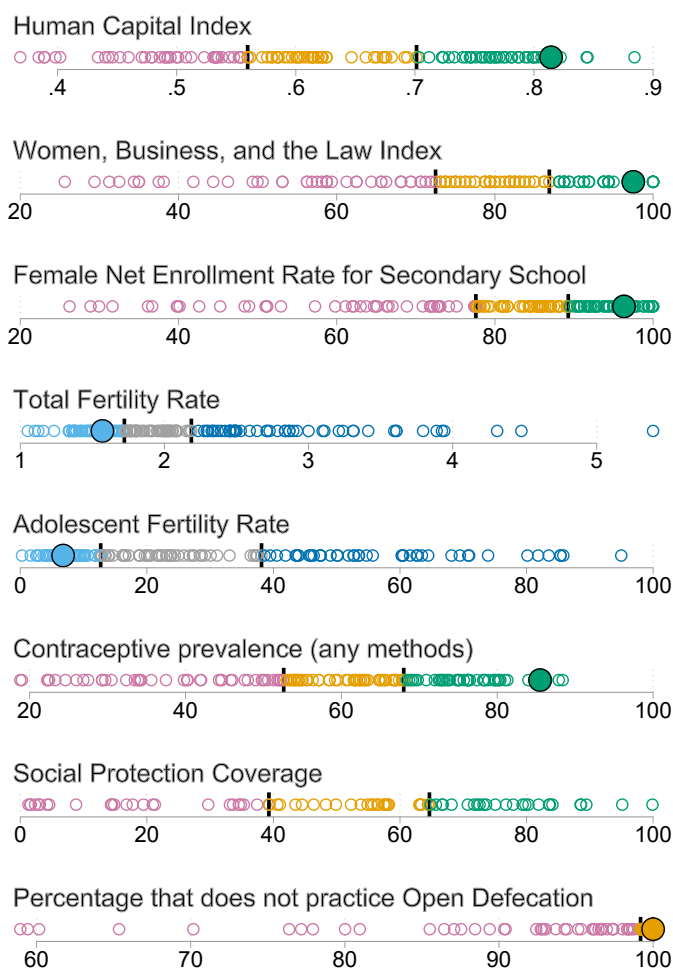 Human Capital Index
.4 .5 .6 .7 .8 .9
Women, Business, and the Law Index
20 40 60 80 100
Female Net Enrollment Rate for Secondary School
20 40 60 80 100
Total Fertility Rate
1 2 3 4 5
Adolescent Fertility Rate
0 20 40 60 80 100
Contraceptive prevalence (any methods)
20 40 60 80 100
Social Protection Coverage
0 20 40 60 80 100
Percentage that does not practice Open Defecation
60 70 80 90 100